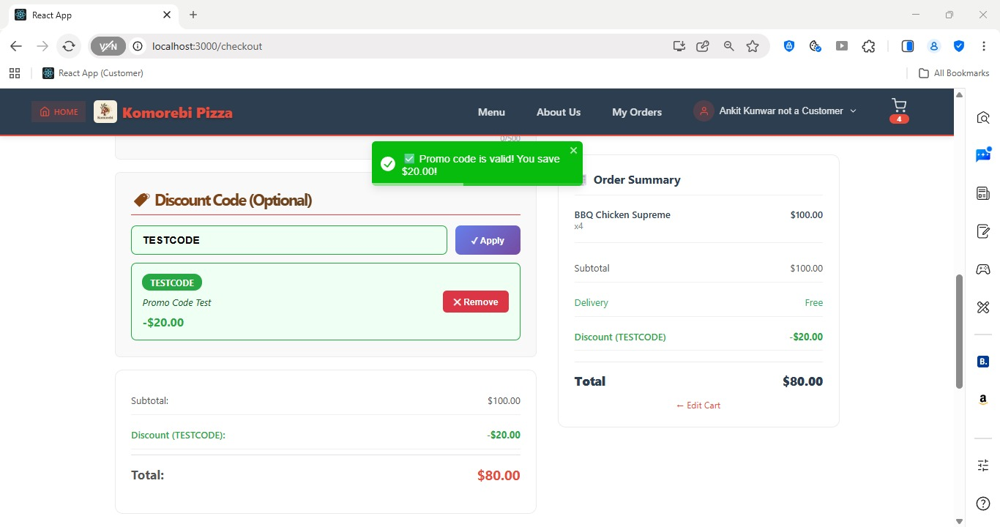 React App
VPN
localhost:3000/checkout
React App (Customer)
All Bookmarks
HOME
Komorebi Pizza
Menu
About Us
My Orders
Ankit Kunwar not a Customer
4
0/500
✅ Promo code is valid! You save
$20.00!
Discount Code (Optional)
TESTCODE
✓ Apply
TESTCODE
Promo Code Test
-$20.00
✕ Remove
Subtotal:
$100.00
Discount (TESTCODE):
-$20.00
Total:
$80.00
Order Summary
BBQ Chicken Supreme
$100.00
x4
Subtotal
$100.00
Delivery
Free
Discount (TESTCODE)
-$20.00
Total
$80.00
← Edit Cart
B.
a